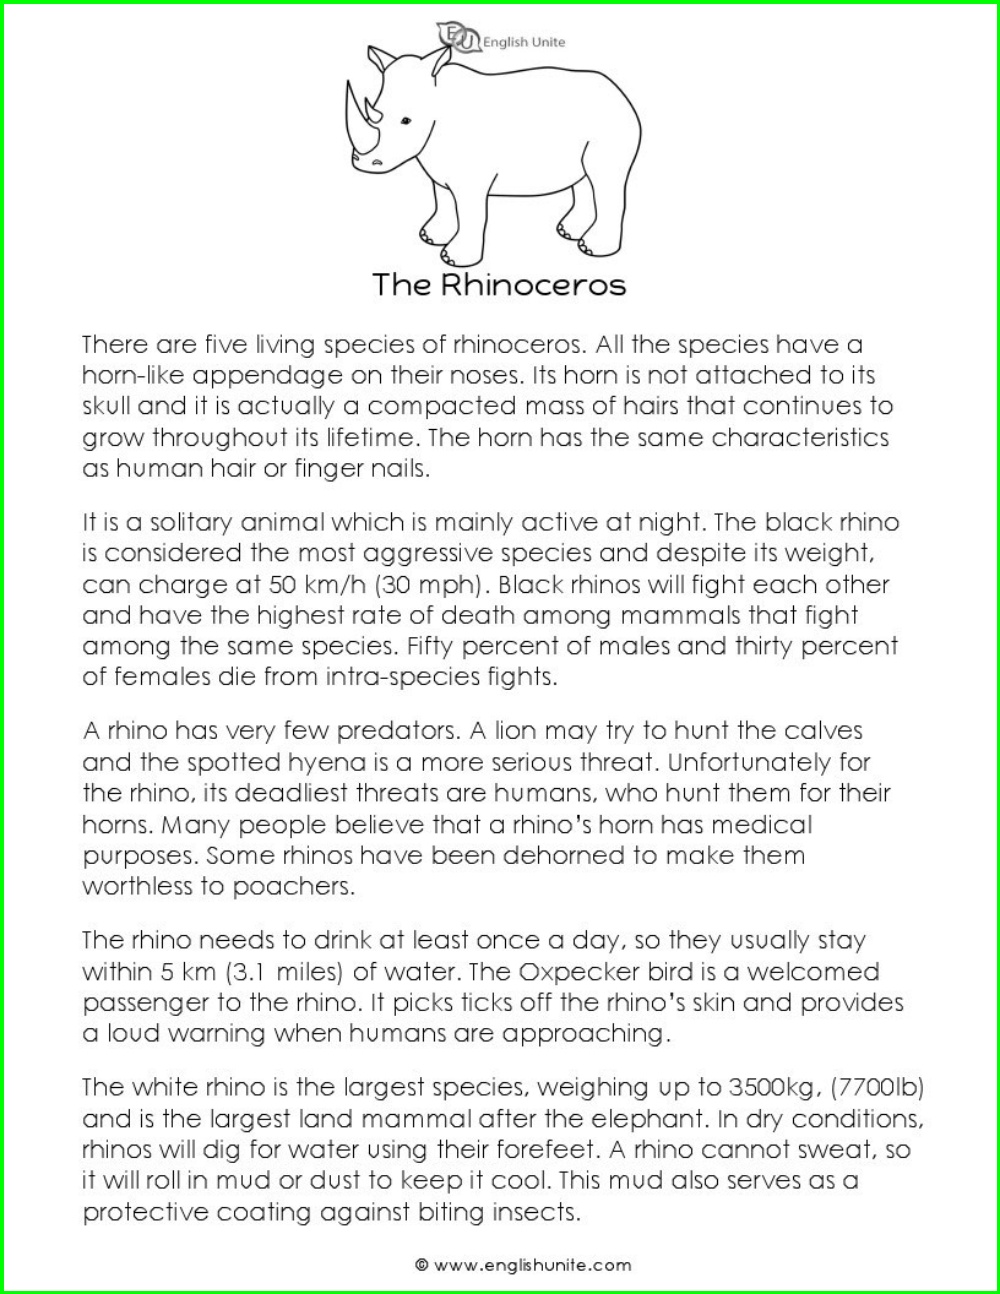 EU English Unite
The Rhinoceros
There are five living species of rhinoceros. All the species have a
horn-like appendage on their noses. Its horn is not attached to its
skull and it is actually a compacted mass of hairs that continues to
grow throughout its lifetime. The horn has the same characteristics
as human hair or finger nails.
It is a solitary animal which is mainly active at night. The black rhino
is considered the most aggressive species and despite its weight,
can charge at 50 km/h (30 mph). Black rhinos will fight each other
and have the highest rate of death among mammals that fight
among the same species. Fifty percent of males and thirty percent
of females die from intra-species fights.
A rhino has very few predators. A lion may try to hunt the calves
and the spotted hyena is a more serious threat. Unfortunately for
the rhino, its deadliest threats are humans, who hunt them for their
horns. Many people believe that a rhino's horn has medical
purposes. Some rhinos have been dehorned to make them
worthless to poachers.
The rhino needs to drink at least once a day, so they usually stay
within 5 km (3.1 miles) of water. The Oxpecker bird is a welcomed
passenger to the rhino. It picks ticks off the rhino's skin and provides
a loud warning when humans are approaching.
The white rhino is the largest species, weighing up to 3500kg, (7700lb)
and is the largest land mammal after the elephant. In dry conditions,
rhinos will dig for water using their forefeet. A rhino cannot sweat, so
it will roll in mud or dust to keep it cool. This mud also serves as a
protective coating against biting insects.
© www.englishunite.com